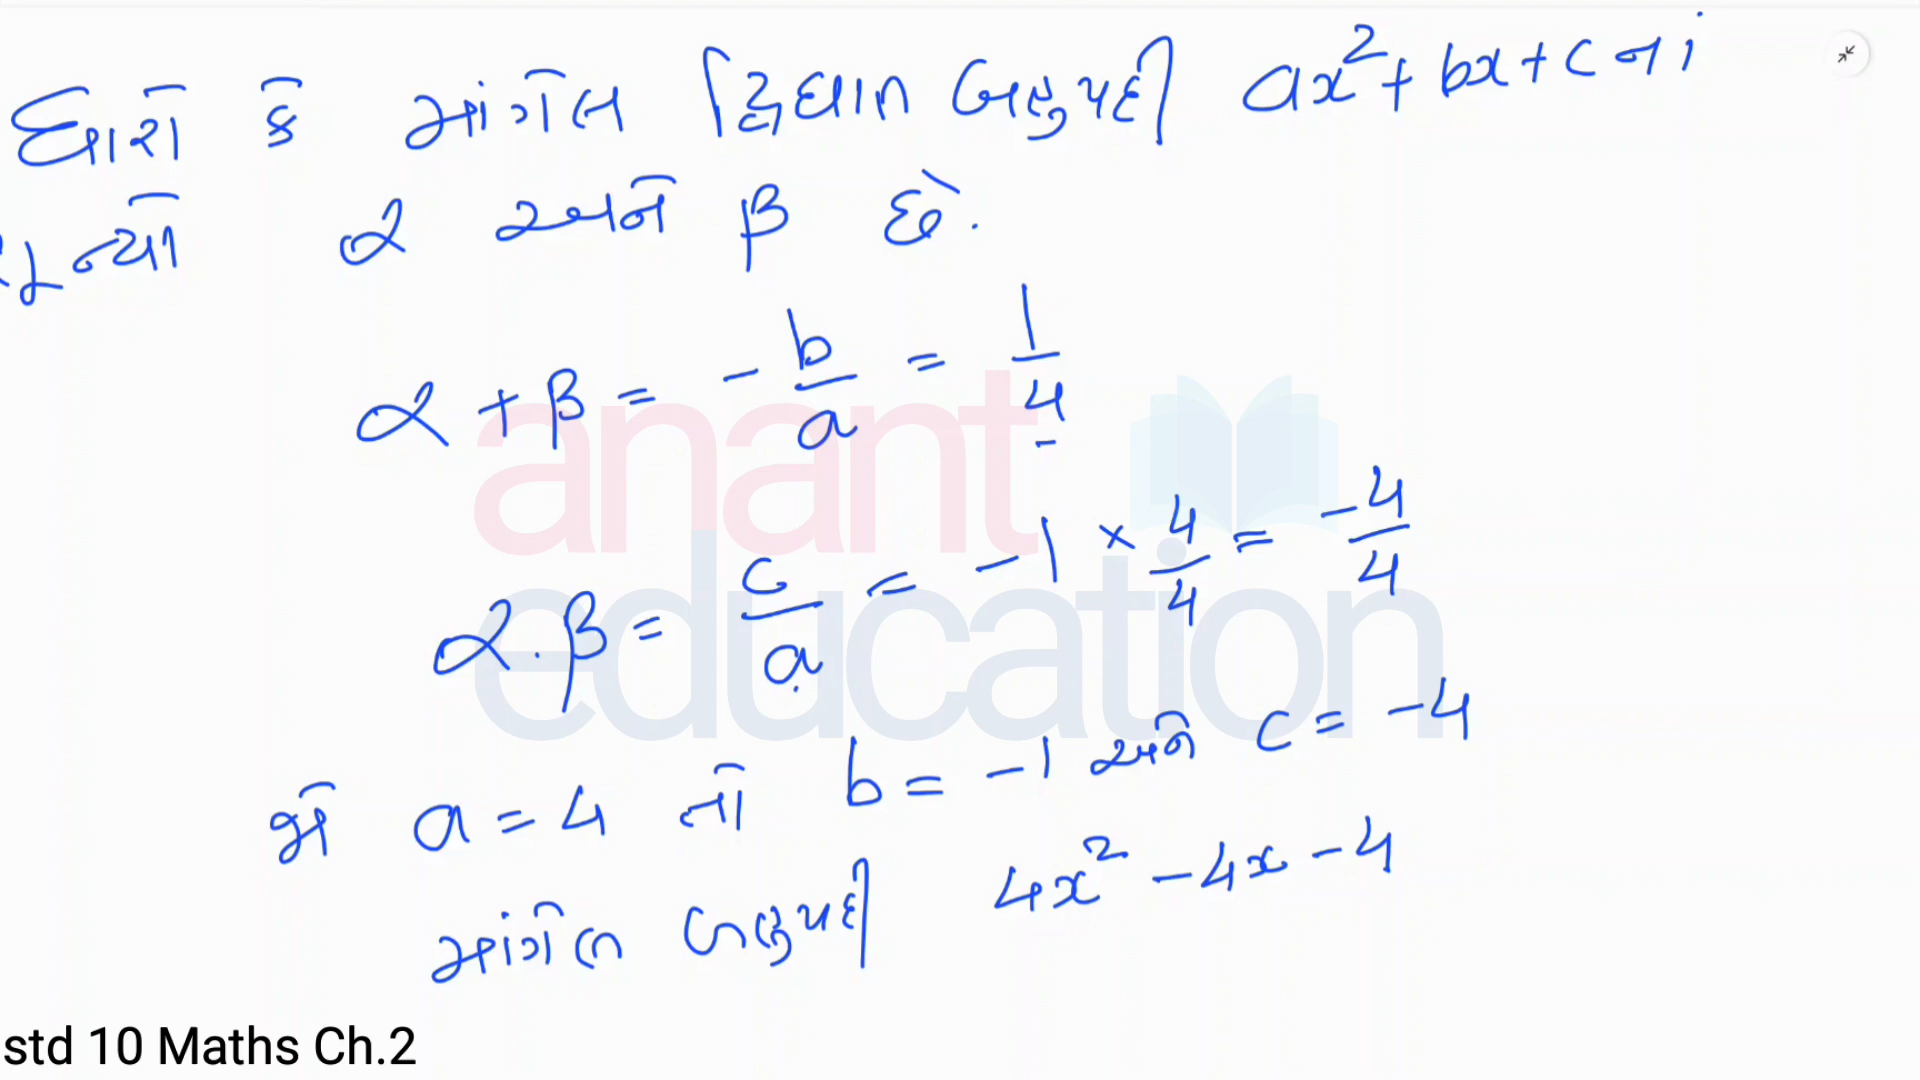 ધારો કે માંગેલ દ્વિઘાત બહુપદી ax² + bx + c નાં
શૂન્યો α અને β છે.
α + β = - b/a = 1/4
α . β = c/a = -1 × 4/4 = -4/4
જો a = 4 તો b = -1 અને c = -4
માંગેલ બહુપદી 4x² - 4x - 4
anant
education
std 10 Maths Ch.2